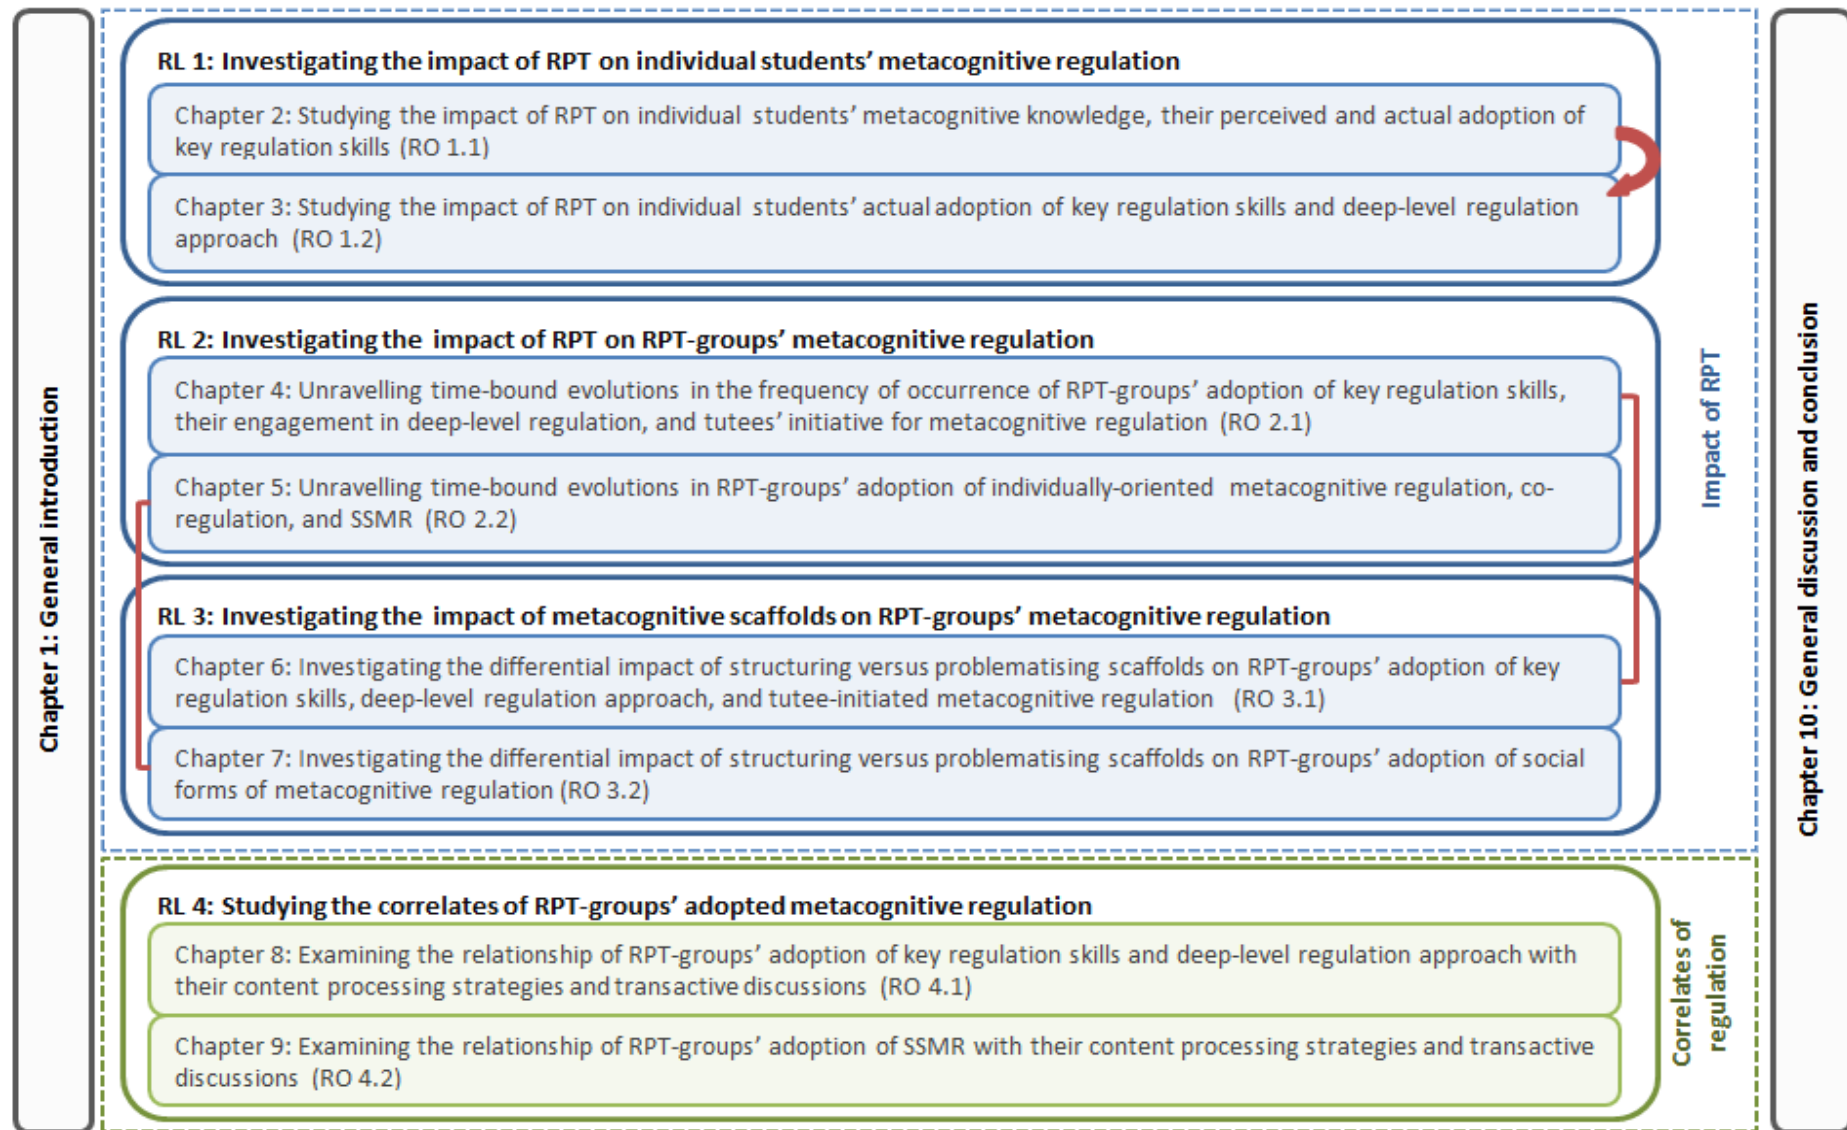 Chapter 1: General introduction
RL 1: Investigating the impact of RPT on individual students’ metacognitive regulation
Chapter 2: Studying the impact of RPT on individual students’ metacognitive knowledge, their perceived and actual adoption of
key regulation skills (RO 1.1)
Chapter 3: Studying the impact of RPT on individual students’ actual adoption of key regulation skills and deep-level regulation
approach (RO 1.2)
RL 2: Investigating the impact of RPT on RPT-groups’ metacognitive regulation
Chapter 4: Unravelling time-bound evolutions in the frequency of occurrence of RPT-groups’ adoption of key regulation skills,
their engagement in deep-level regulation, and tutees’ initiative for metacognitive regulation (RO 2.1)
Chapter 5: Unravelling time-bound evolutions in RPT-groups’ adoption of individually-oriented metacognitive regulation, co-
regulation, and SSMR (RO 2.2)
RL 3: Investigating the impact of metacognitive scaffolds on RPT-groups’ metacognitive regulation
Chapter 6: Investigating the differential impact of structuring versus problematising scaffolds on RPT-groups’ adoption of key
regulation skills, deep-level regulation approach, and tutee-initiated metacognitive regulation (RO 3.1)
Chapter 7: Investigating the differential impact of structuring versus problematising scaffolds on RPT-groups’ adoption of social
forms of metacognitive regulation (RO 3.2)
Impact of RPT
RL 4: Studying the correlates of RPT-groups’ adopted metacognitive regulation
Chapter 8: Examining the relationship of RPT-groups’ adoption of key regulation skills and deep-level regulation approach with
their content processing strategies and transactive discussions (RO 4.1)
Chapter 9: Examining the relationship of RPT-groups’ adoption of SSMR with their content processing strategies and transactive
discussions (RO 4.2)
Correlates of
regulation
Chapter 10: General discussion and conclusion